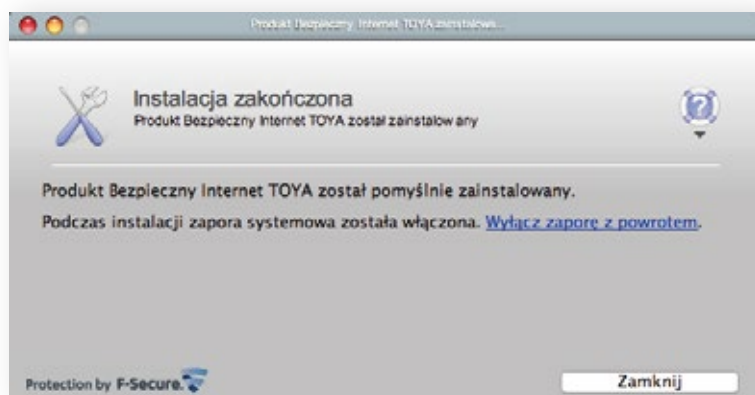 Produkt Bezpieczny Internet TOYA zainstalowa...
Instalacja zakończona
Produkt Bezpieczny Internet TOYA został zainstalowany
Produkt Bezpieczny Internet TOYA został pomyślnie zainstalowany.
Podczas instalacji zapora systemowa została włączona. Wyłącz zaporę z powrotem.
Protection by F-Secure.
Zamknij